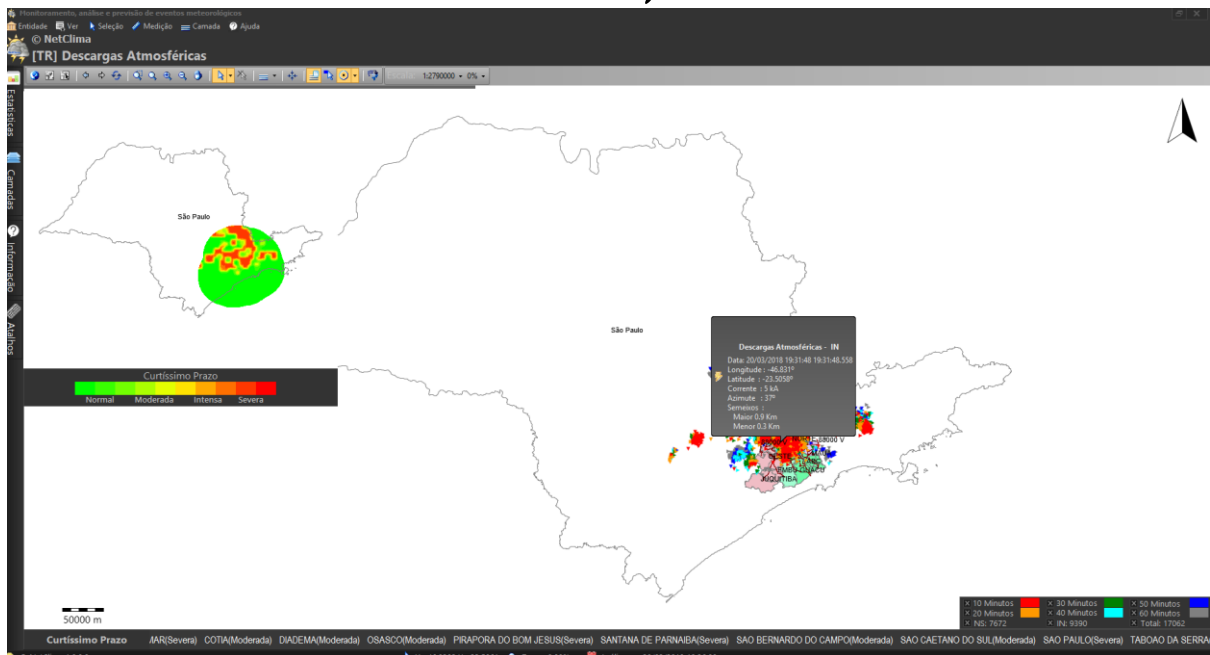 Monitoramento, análise e previsão de eventos meteorológicos
Entidade Ver Seleção Medição Camada Ajuda
© NetClima
[TR] Descargas Atmosféricas
1:2790000 0%
Estatísticas
Camadas
Informação
Atalhos
São Paulo
São Paulo
Curtíssimo Prazo
Normal Moderada Intensa Severa
Descargas Atmosféricas - IN
Data: 20/03/2018 19:31:48 19:31:48.558
Longitude : -46.831º
Latitude : -23.5058º
Corrente : 5 kA
Azimute : 37º
Semeixos :
Maior 0.9 Km
Menor 0.3 Km
JUQUITIBA
50000 m
10 Minutos 30 Minutos 50 Minutos
20 Minutos 40 Minutos 60 Minutos
NS: 7672 IN: 9390 Total: 17062
Curtíssimo Prazo /IAR(Severa) COTIA(Moderada) DIADEMA(Moderada) OSASCO(Moderada) PIRAPORA DO BOM JESUS(Severa) SANTANA DE PARNAIBA(Severa) SAO BERNARDO DO CAMPO(Moderada) SAO CAETANO DO SUL(Moderada) SAO PAULO(Severa) TABOAO DA SERRA